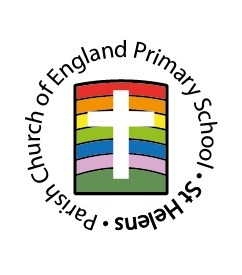 Parish Church of England Primary School • St Helens •